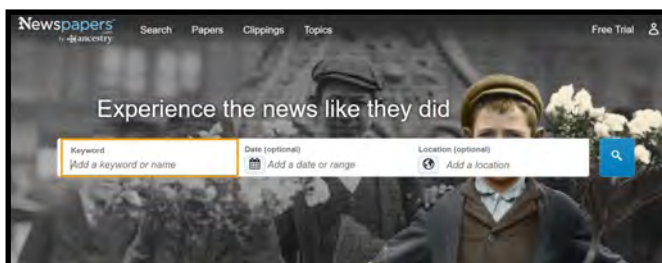 Newspapers Search Papers Clippings Topics Free Trial
by ancestry
Experience the news like they did
Keyword Date (optional) Location (optional)
Add a keyword or name Add a date or range Add a location